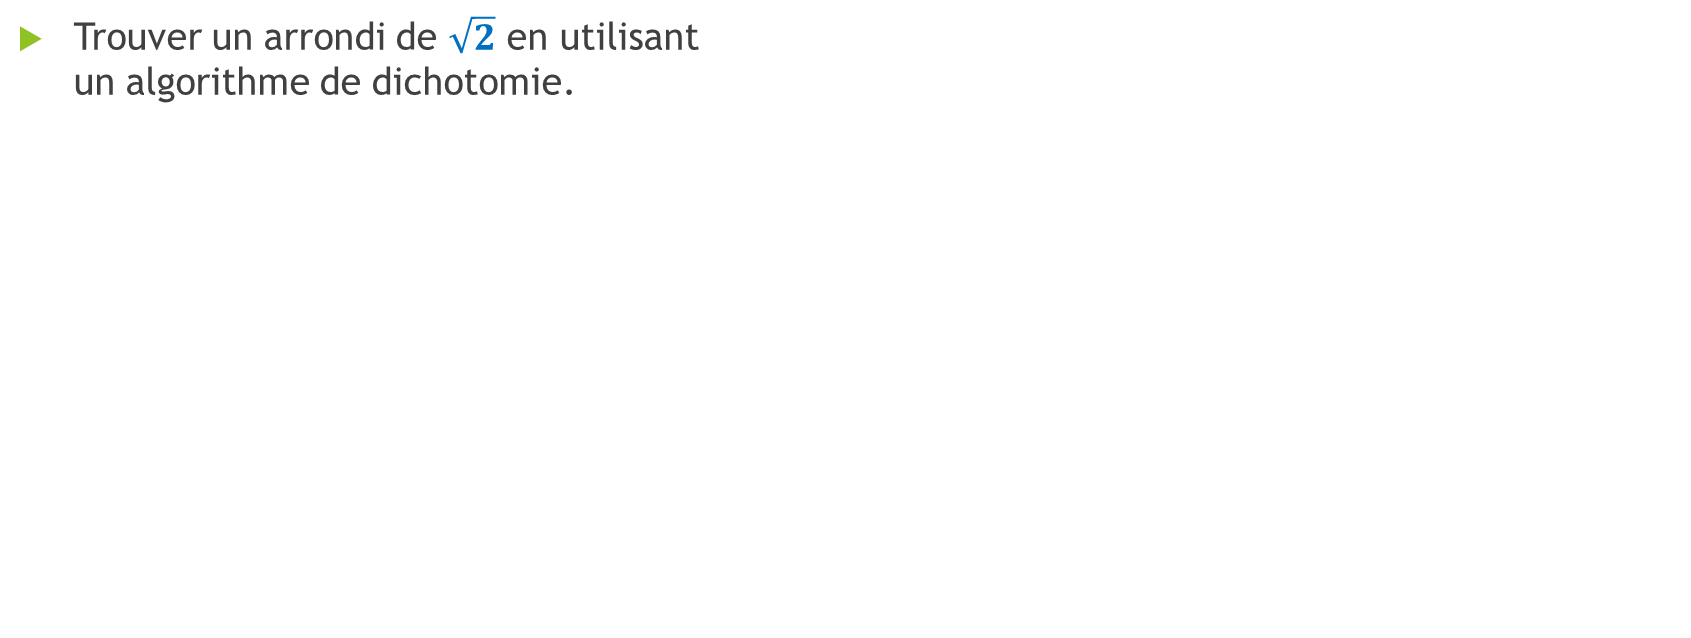 Trouver un arrondi de √2 en utilisant
un algorithme de dichotomie.